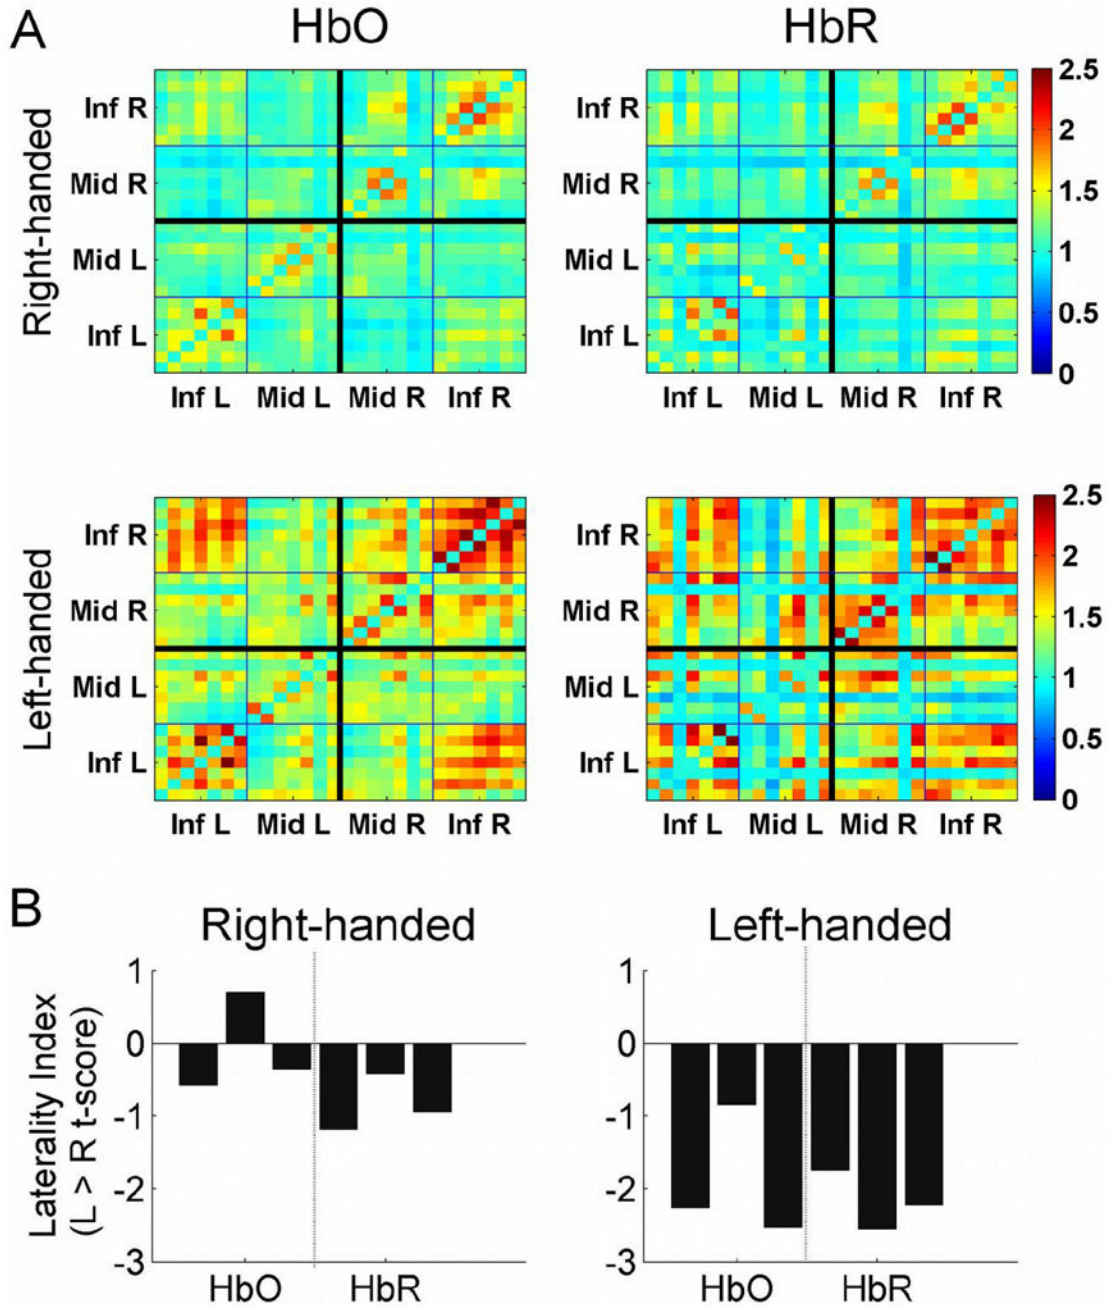 A
HbO HbR
Right-handed
Inf R
Mid R
Mid L
Inf L
Inf L Mid L Mid R Inf R
Inf R
Mid R
Mid L
Inf L
Inf L Mid L Mid R Inf R
2.5
2
1.5
1
0.5
0
Left-handed
Inf R
Mid R
Mid L
Inf L
Inf L Mid L Mid R Inf R
Inf R
Mid R
Mid L
Inf L
Inf L Mid L Mid R Inf R
2.5
2
1.5
1
0.5
0
B
Right-handed Left-handed
Laterality Index
(L > R t-score)
1
0
-1
-2
-3
HbO HbR
1
0
-1
-2
-3
HbO HbR